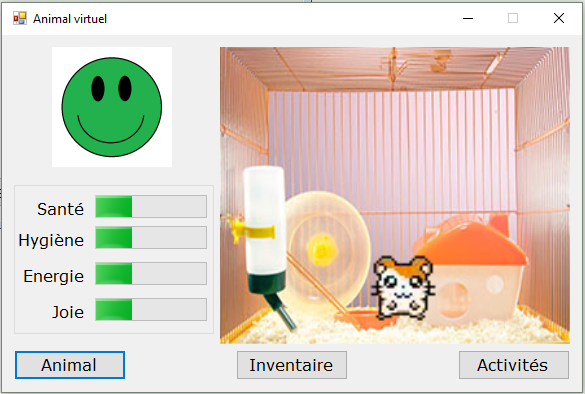 Animal virtuel
Santé
Hygiène
Energie
Joie
Animal
Inventaire
Activités